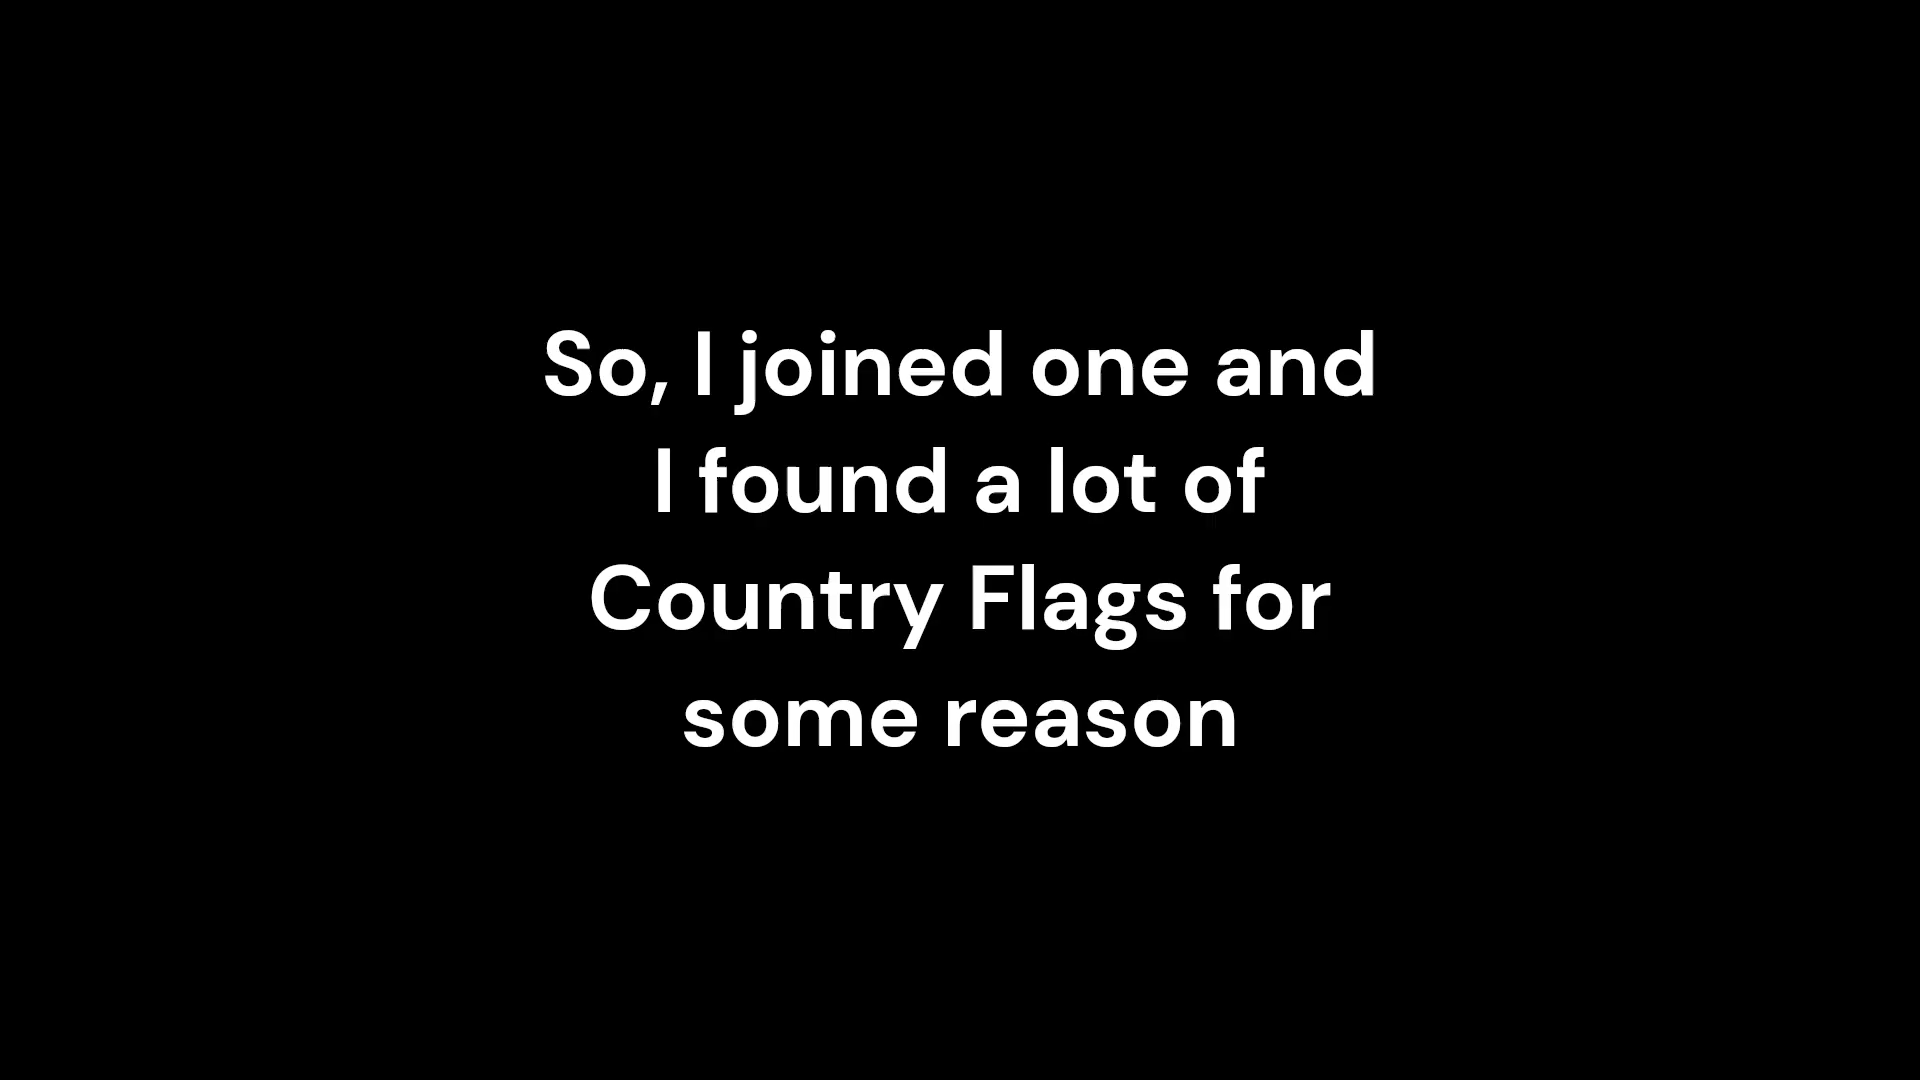 So, I joined one and
I found a lot of
Country Flags for
some reason